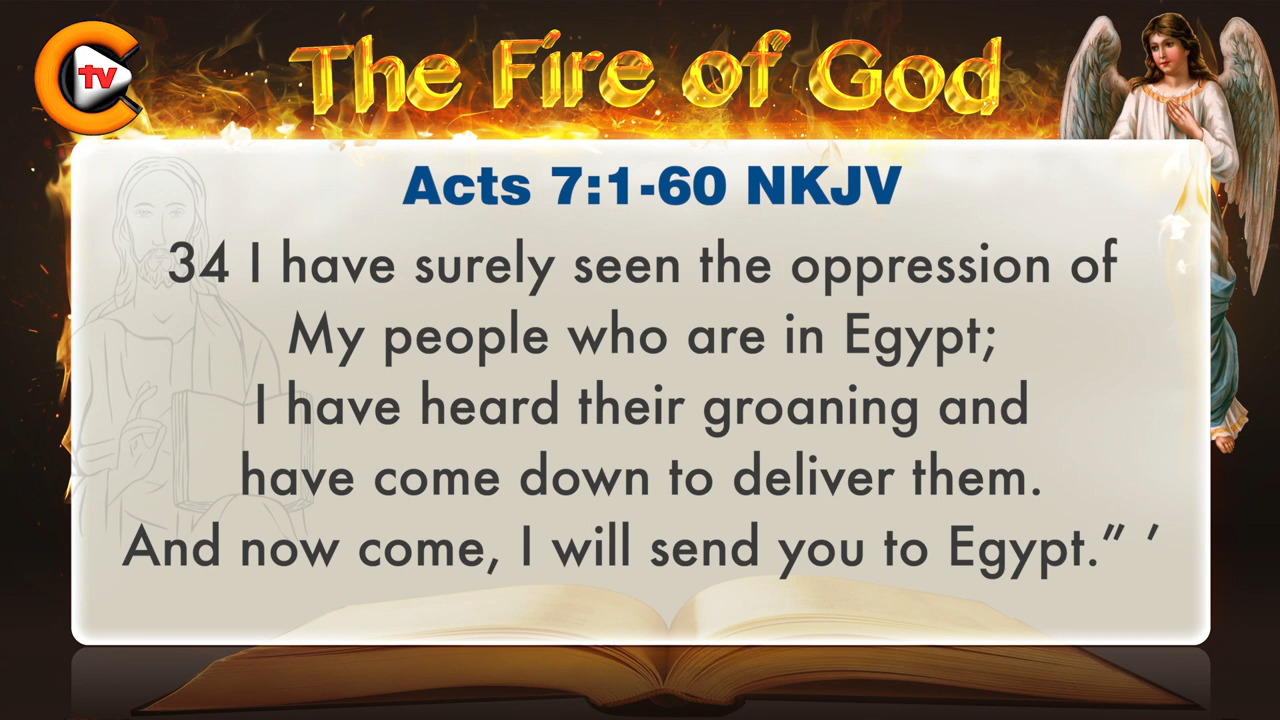 tv
The Fire of God
Acts 7:1-60 NKJV
34 I have surely seen the oppression of
My people who are in Egypt;
I have heard their groaning and
have come down to deliver them.
And now come, I will send you to Egypt.” ’